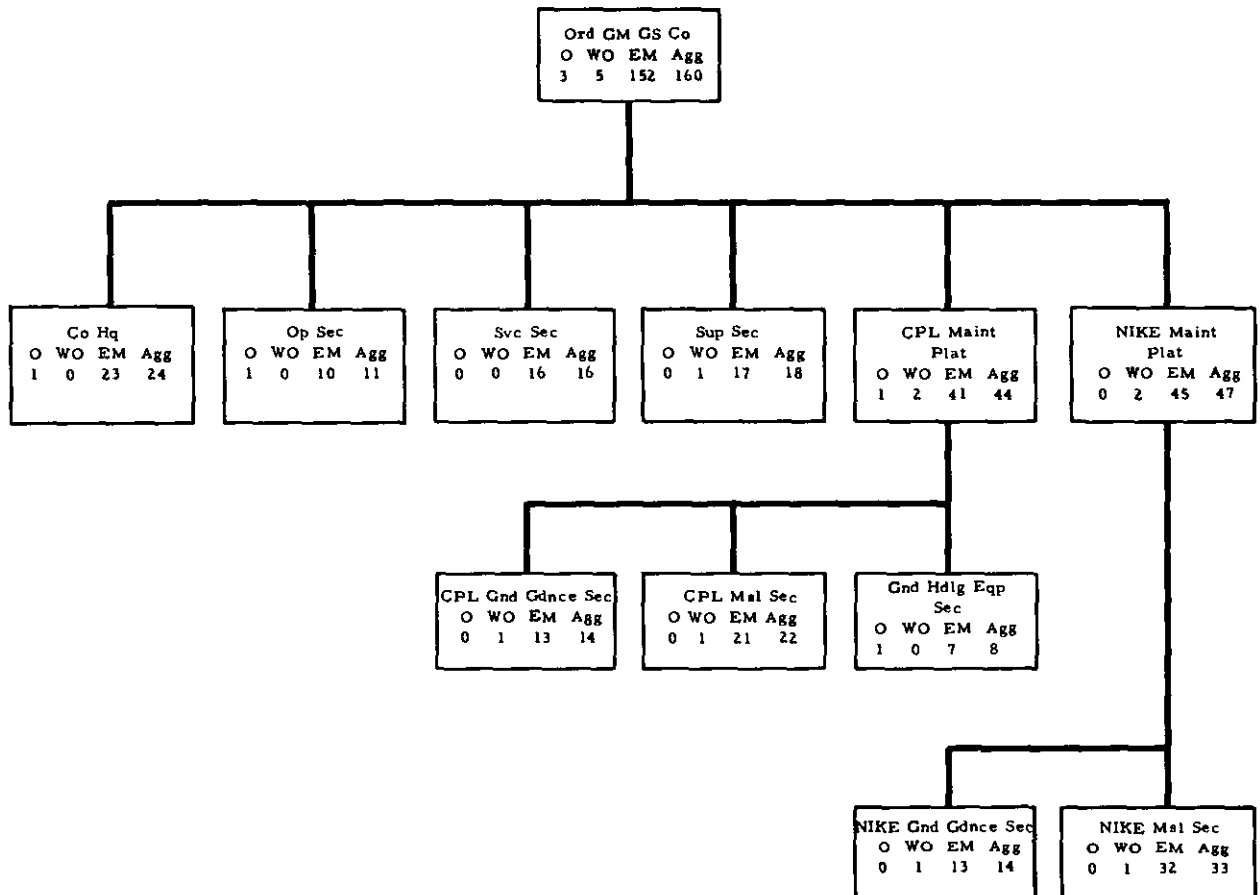 Ord GM GS Co
O WO EM Agg
3 5 152 160
Co Hq
O WO EM Agg
1 0 23 24
Op Sec
O WO EM Agg
1 0 10 11
Svc Sec
O WO EM Agg
0 0 16 16
Sup Sec
O WO EM Agg
0 1 17 18
CPL Maint
Plat
O WO EM Agg
1 2 41 44
NIKE Maint
Plat
O WO EM Agg
0 2 45 47
CPL Gnd Gdnce Sec
O WO EM Agg
0 1 13 14
CPL Msl Sec
O WO EM Agg
0 1 21 22
Gnd Hdlg Eqp
Sec
O WO EM Agg
1 0 7 8
NIKE Gnd Gdnce Sec
O WO EM Agg
0 1 13 14
NIKE Msl Sec
O WO EM Agg
0 1 32 33